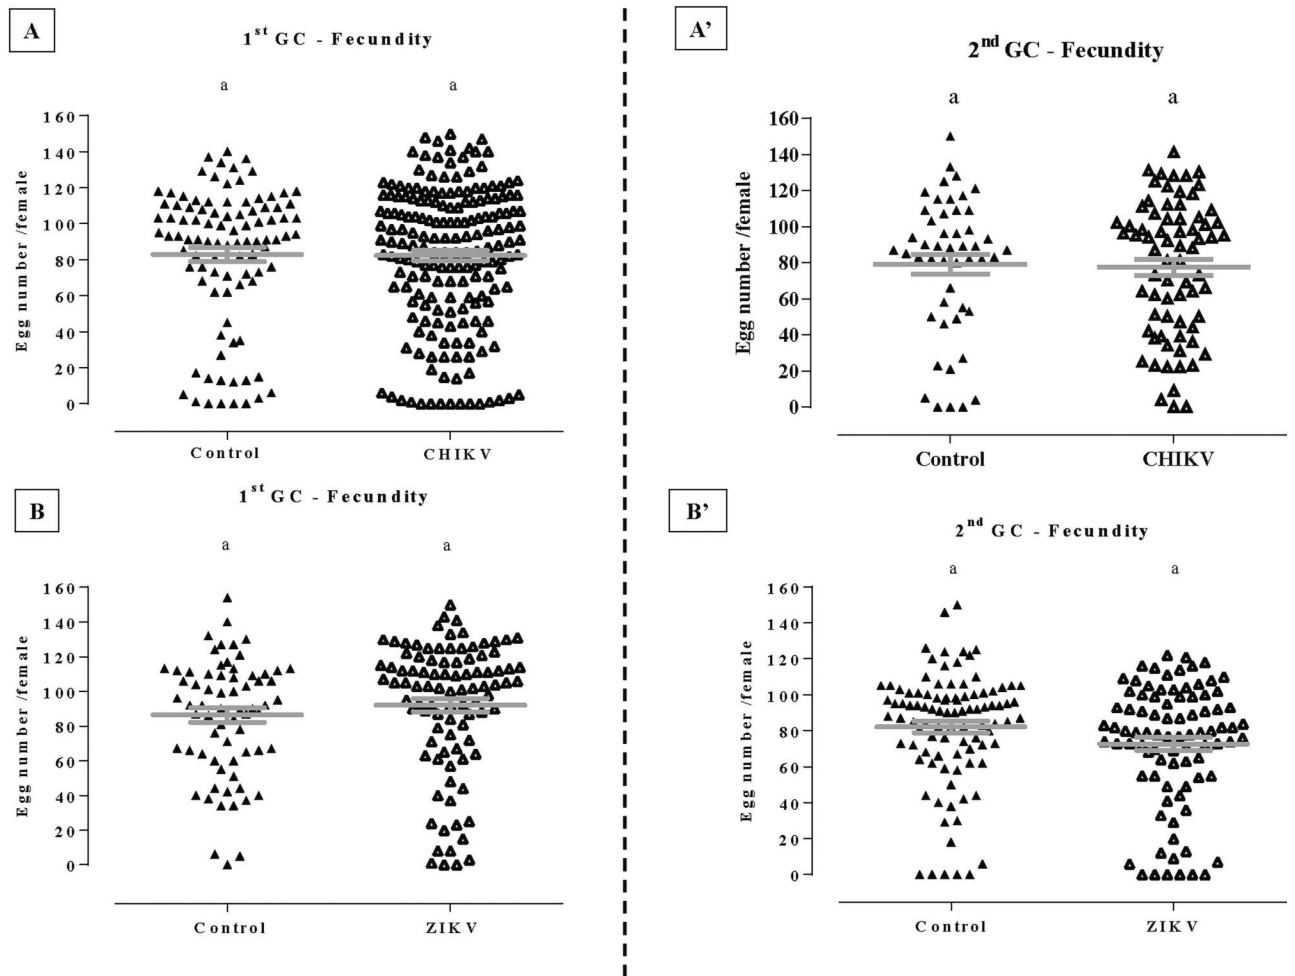 A
1st GC - Fecundity
a a
Egg number /female
160
140
120
100
80
60
40
20
0
Control CHIKV
A’
2nd GC - Fecundity
a a
Egg number /female
160
140
120
100
80
60
40
20
0
Control CHIKV
B
1st GC - Fecundity
a a
Egg number /female
160
140
120
100
80
60
40
20
0
Control ZIKV
B’
2nd GC - Fecundity
a a
Egg number /female
160
140
120
100
80
60
40
20
0
Control ZIKV